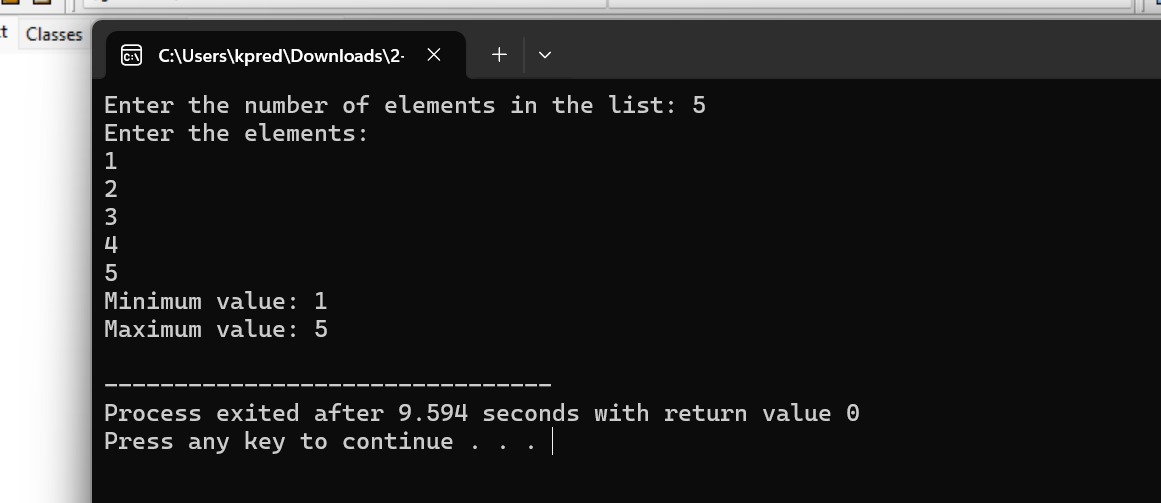 Classes
C:\Users\kpred\Downloads\2-
Enter the number of elements in the list: 5
Enter the elements:
1
2
3
4
5
Minimum value: 1
Maximum value: 5
--------------------------------
Process exited after 9.594 seconds with return value 0
Press any key to continue . . .